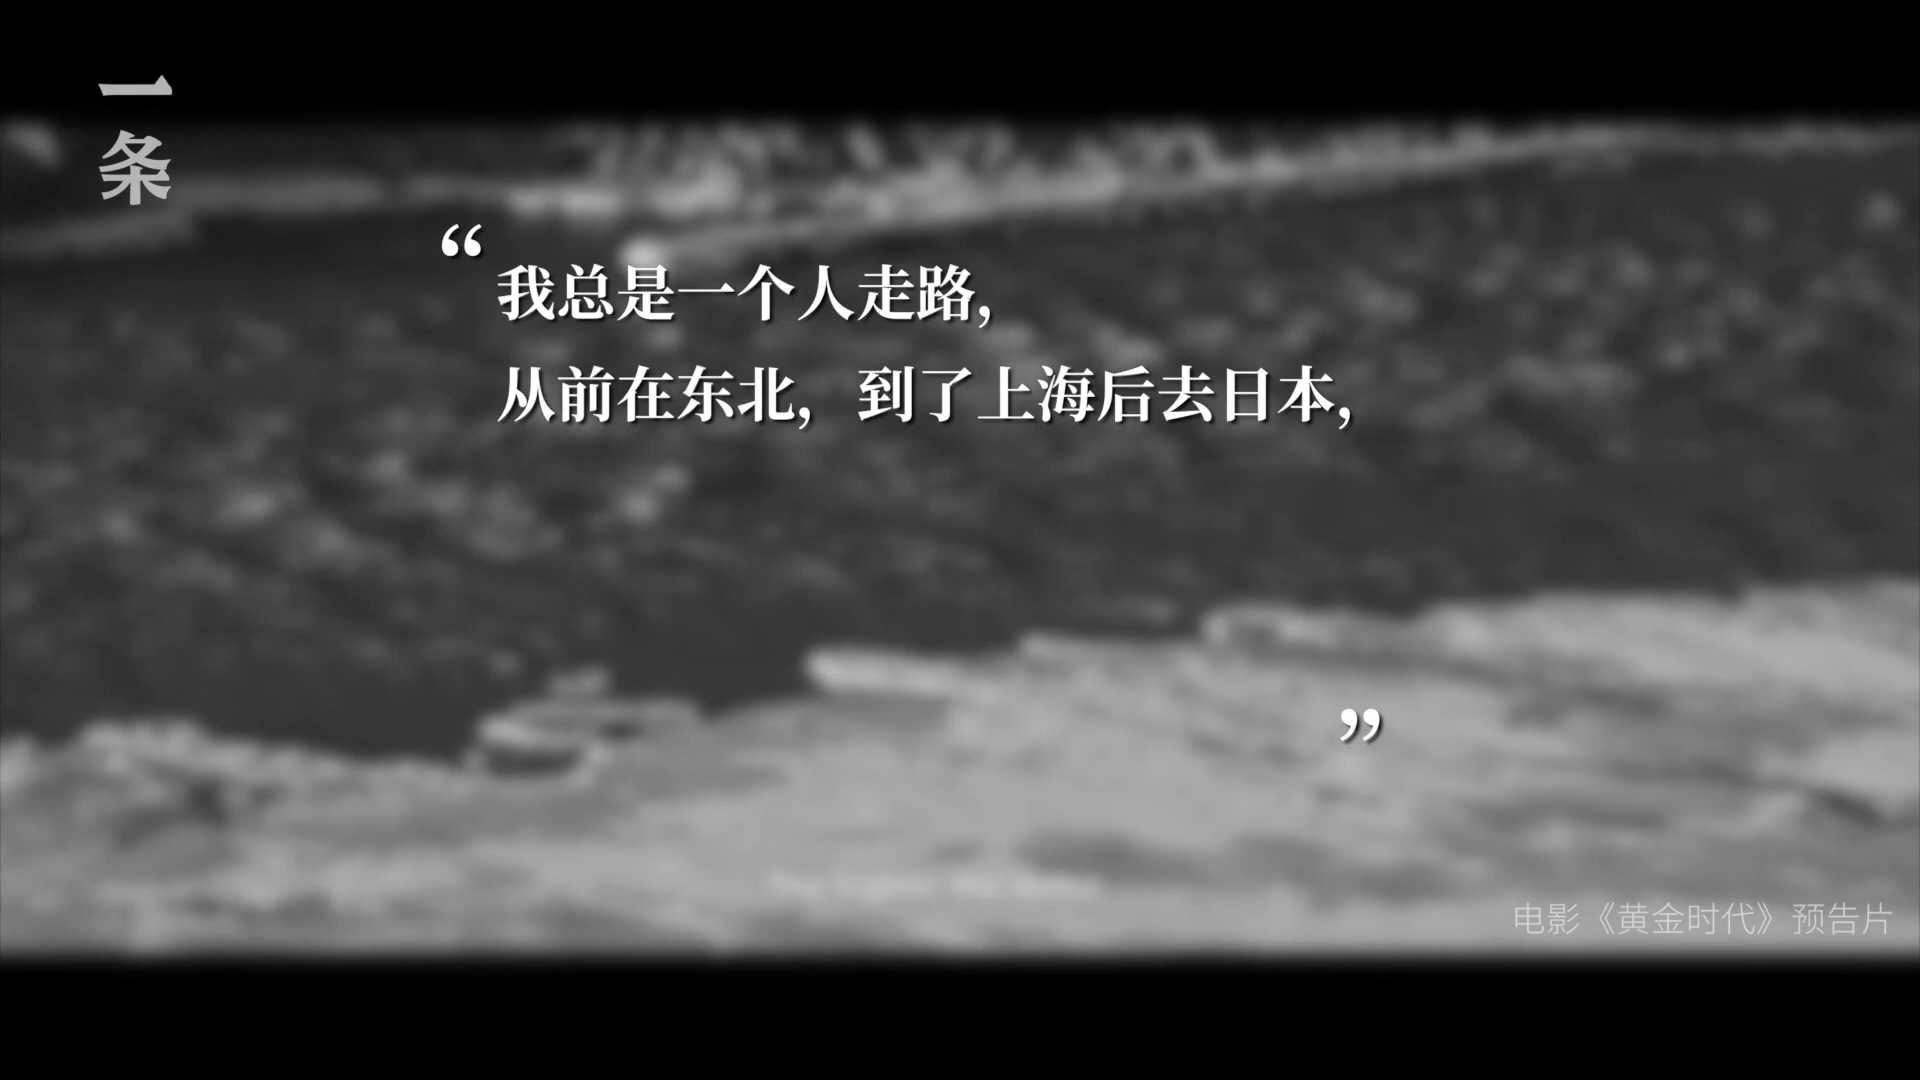 一条
“我总是一个人走路，
从前在东北，到了上海后去日本，
”
电影《黄金时代》预告片